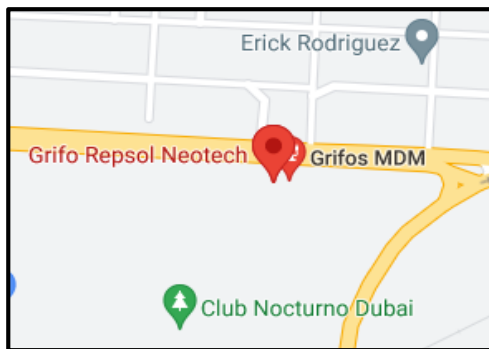 Erick Rodriguez
Grifo Repsol Neotech
Grifos MDM
Club Nocturno Dubai